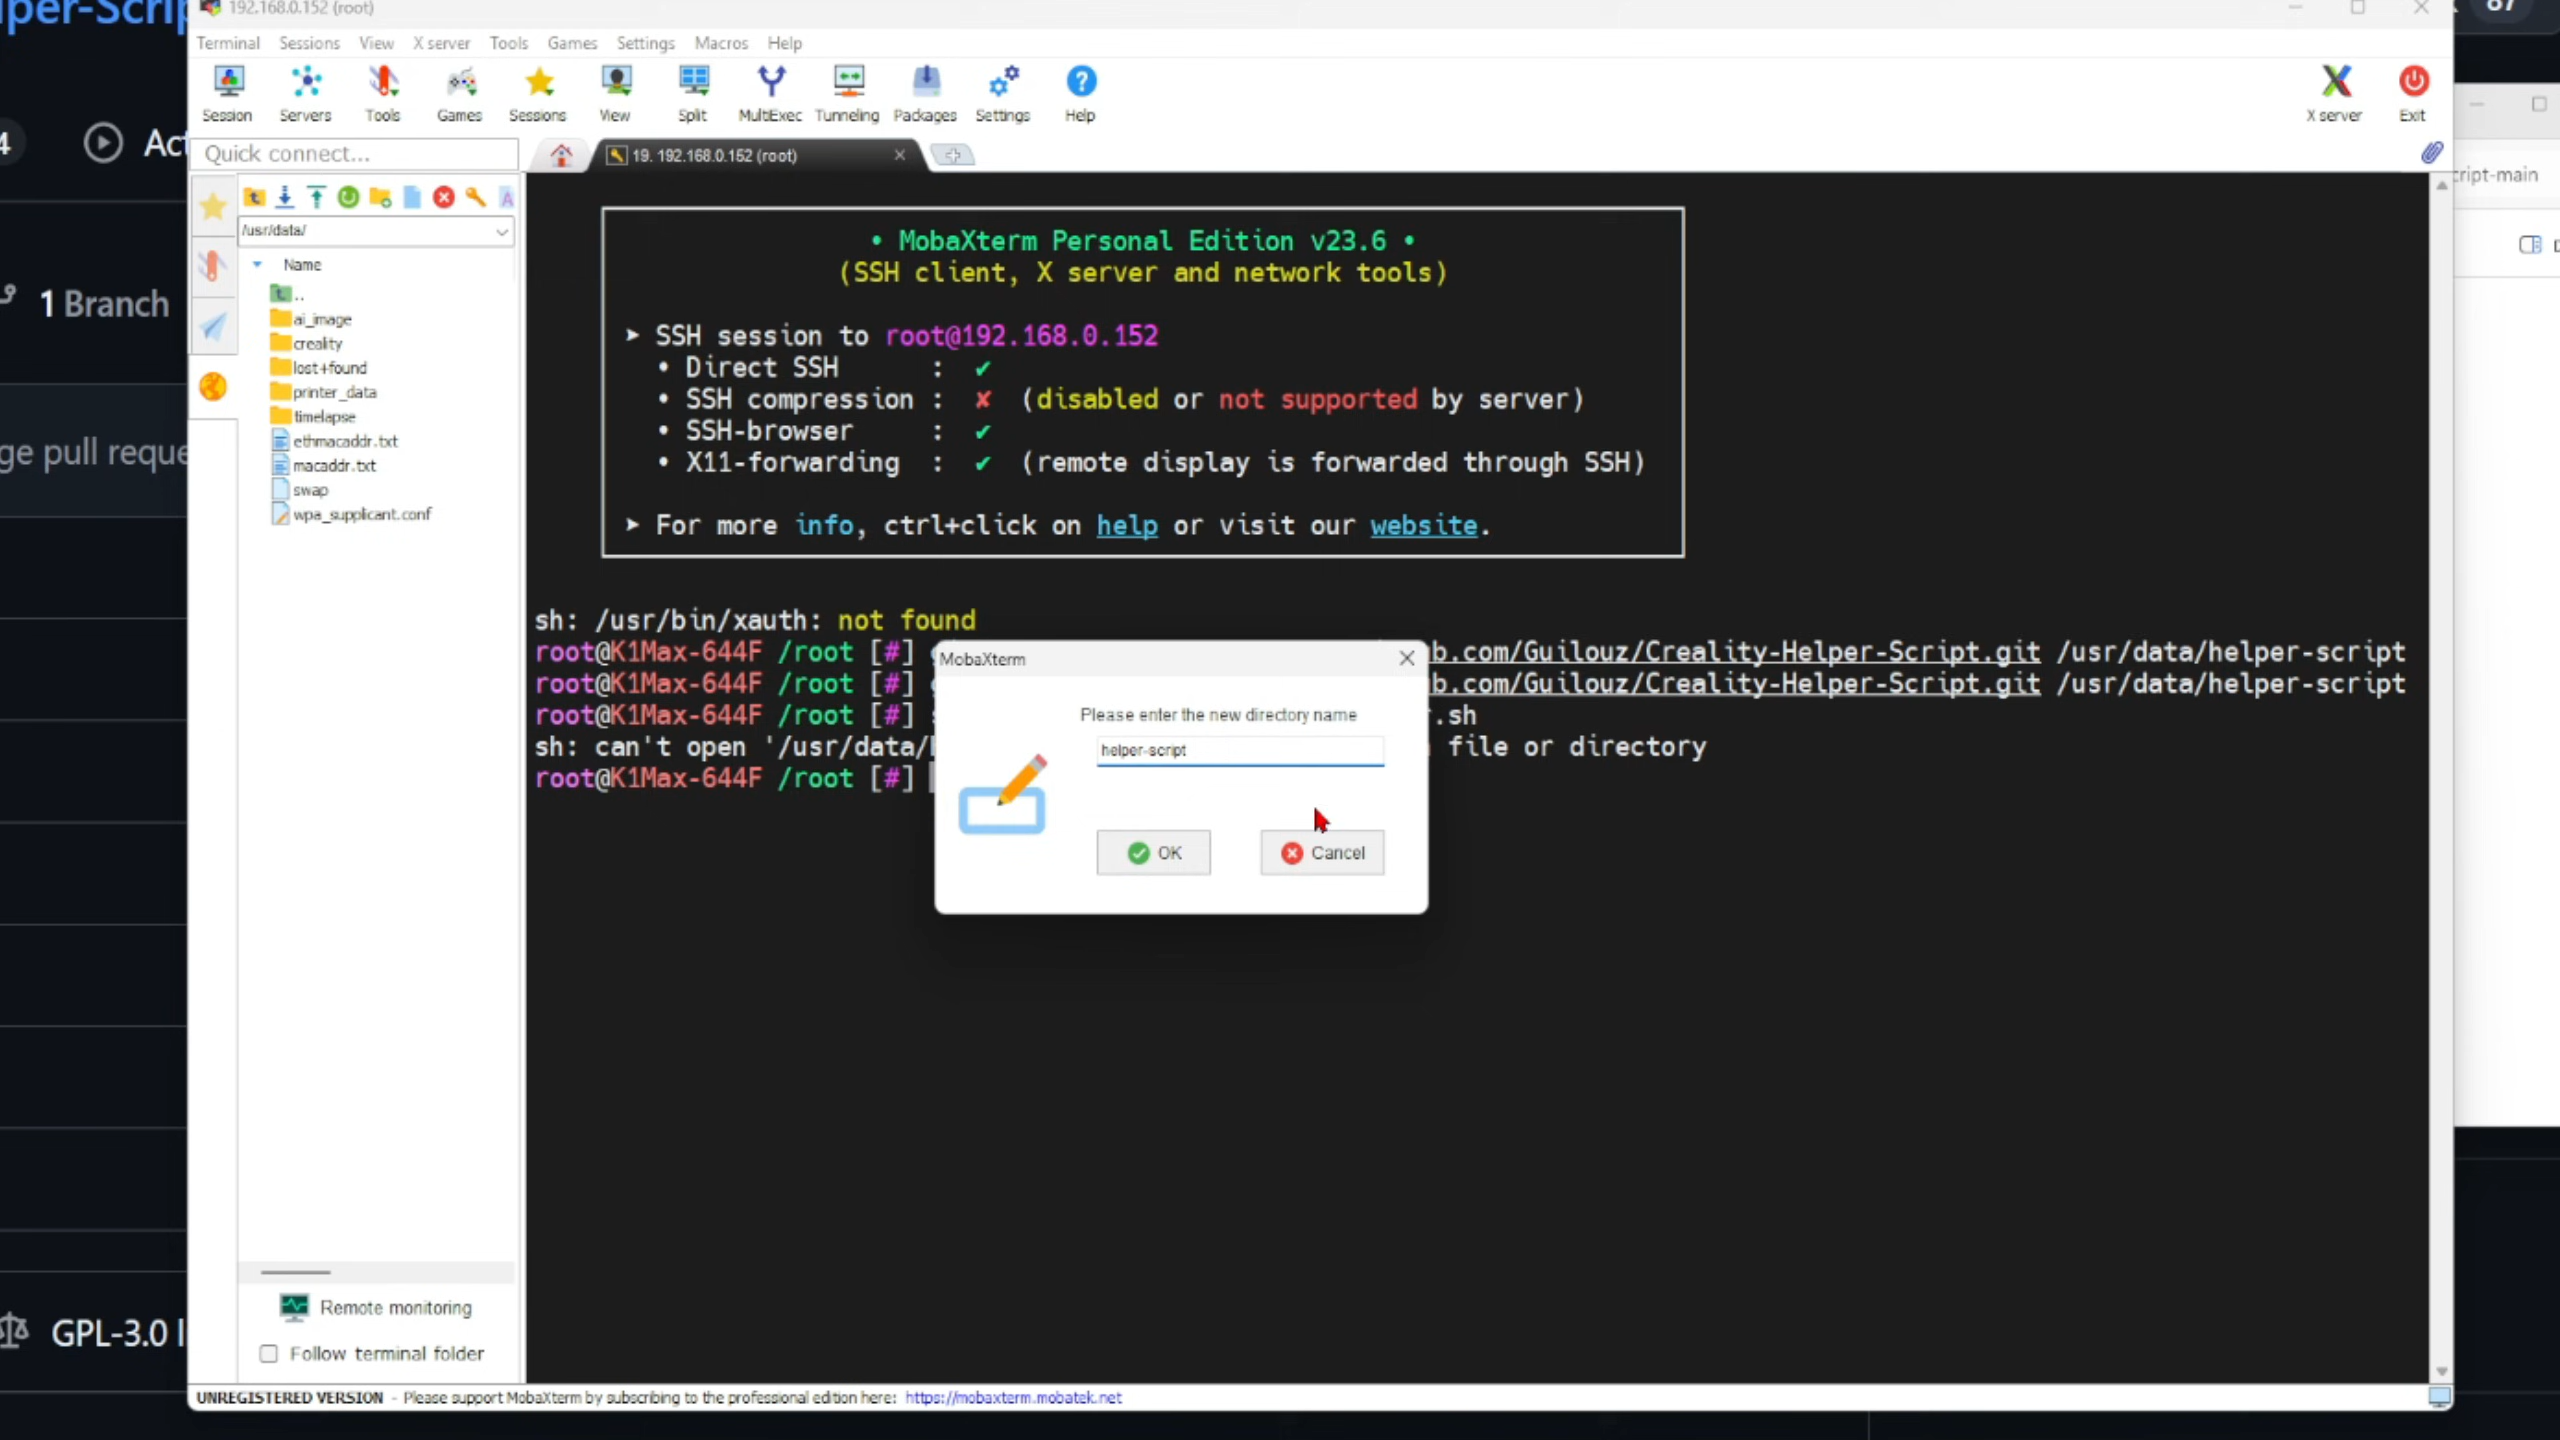 per-Scrip
192.168.0.152 (root)
87
Terminal Sessions View X server Tools Games Settings Macros Help
Session Servers Tools Games Sessions View Split MultiExec Tunneling Packages Settings Help X server Exit
4
Act
Quick connect...
19. 192.168.0.152 (root)
cript-main
/usr/data/
Name
..
ai_image
creality
lost+found
printer_data
timelapse
ethmacaddr.txt
macaddr.txt
swap
wpa_supplicant.conf
1 Branch
ge pull reque
• MobaXterm Personal Edition v23.6 •
(SSH client, X server and network tools)
➤ SSH session to root@192.168.0.152
• Direct SSH : ✔
• SSH compression : ✘ (disabled or not supported by server)
• SSH-browser : ✔
• X11-forwarding : ✔ (remote display is forwarded through SSH)
➤ For more info, ctrl+click on help or visit our website.
sh: /usr/bin/xauth: not found
root@K1Max-644F /root [#] b.com/Guilouz/Creality-Helper-Script.git /usr/data/helper-script
root@K1Max-644F /root [#] b.com/Guilouz/Creality-Helper-Script.git /usr/data/helper-script
root@K1Max-644F /root [#] .sh
sh: can't open '/usr/data/ file or directory
root@K1Max-644F /root [#]
MobaXterm
Please enter the new directory name
helper-script
OK
Cancel
Remote monitoring
Follow terminal folder
GPL-3.0 l
UNREGISTERED VERSION - Please support MobaXterm by subscribing to the professional edition here: https://mobaxterm.mobatek.net